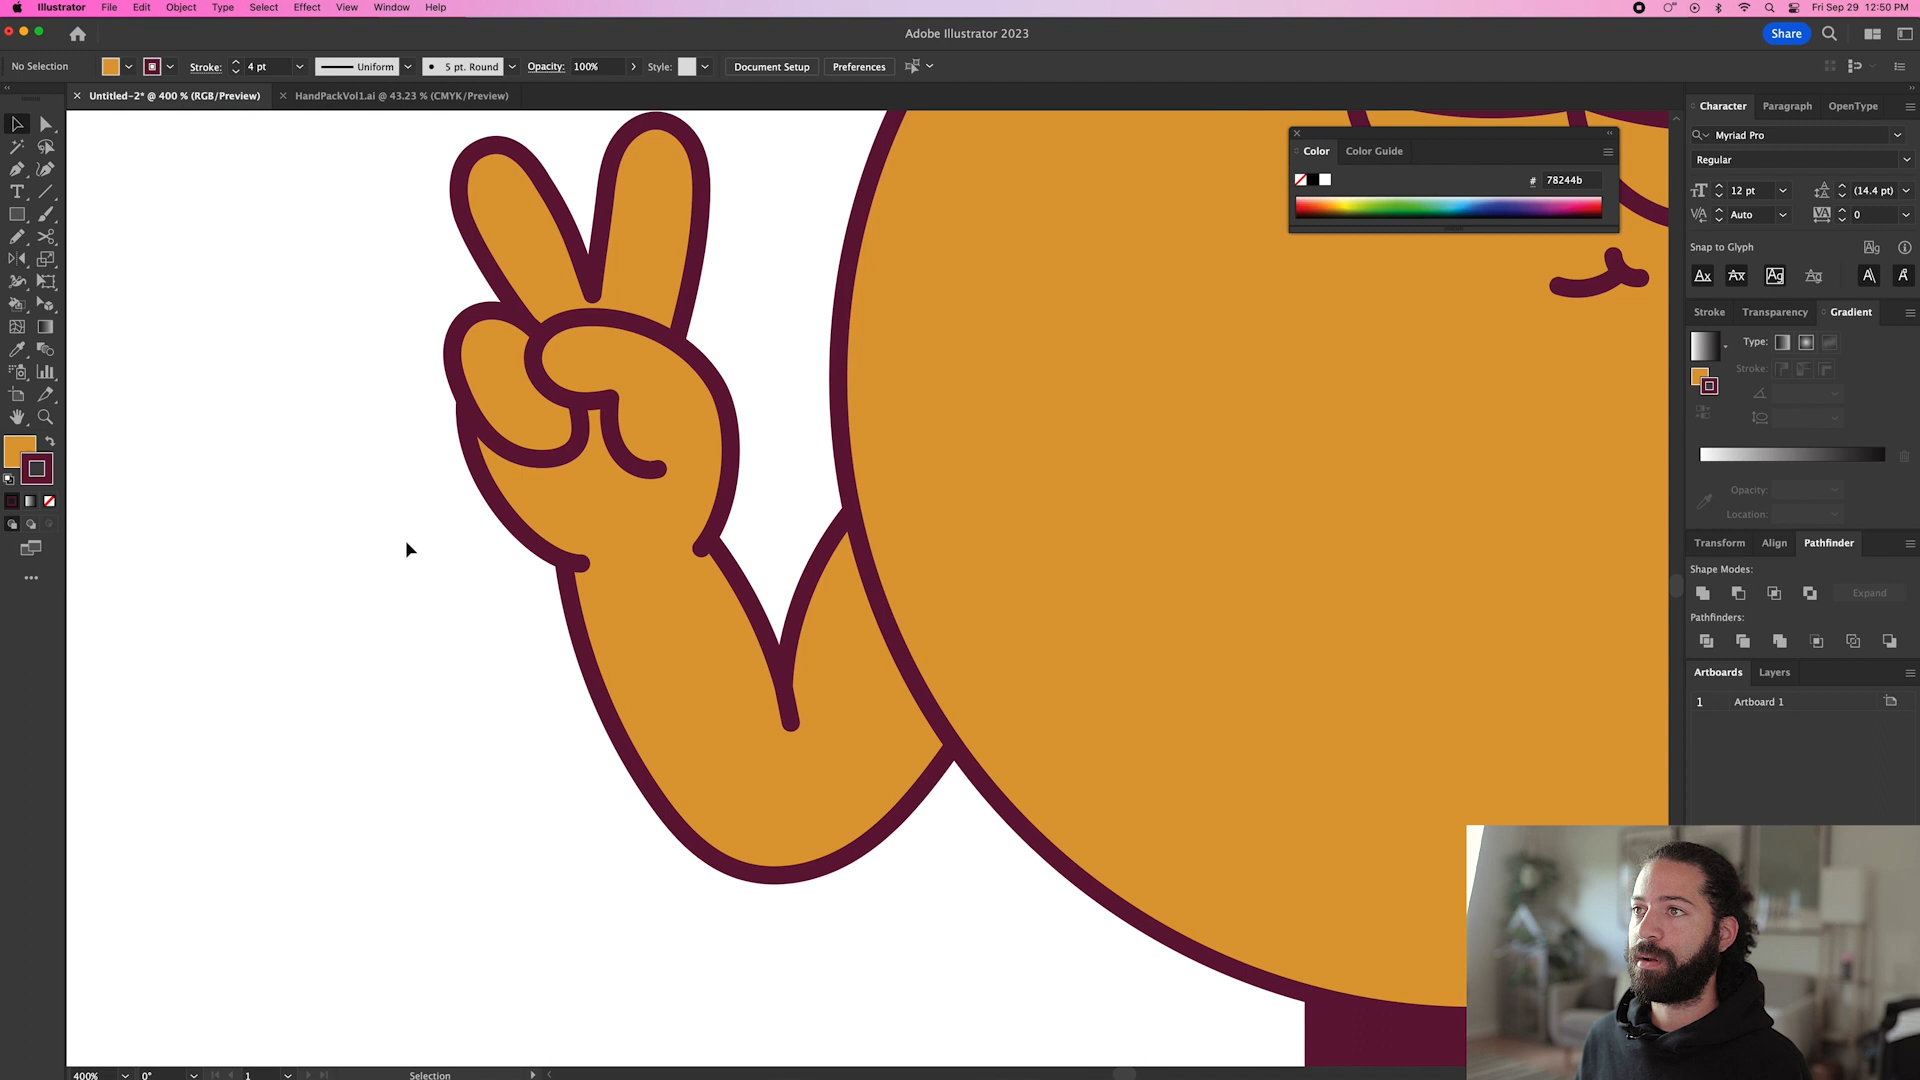 Illustrator File Edit Object Type Select Effect View Window Help Fri Sep 29 12:50 PM
Adobe Illustrator 2023 Share
No Selection Stroke: 4 pt Uniform 5 pt. Round Opacity: 100% Style: Document Setup Preferences
Untitled-2* @ 400 % (RGB/Preview) HandPackVol1.ai @ 43.23 % (CMYK/Preview)
Character Paragraph OpenType
Myriad Pro
Regular
12 pt (14.4 pt)
Auto 0
Snap to Glyph
Color Color Guide
# 78244b
Stroke Transparency Gradient
Type:
Stroke:
Opacity:
Location:
Transform Align Pathfinder
Shape Modes:
Expand
Pathfinders:
Artboards Layers
1 Artboard 1
400% 0° 1 Selection